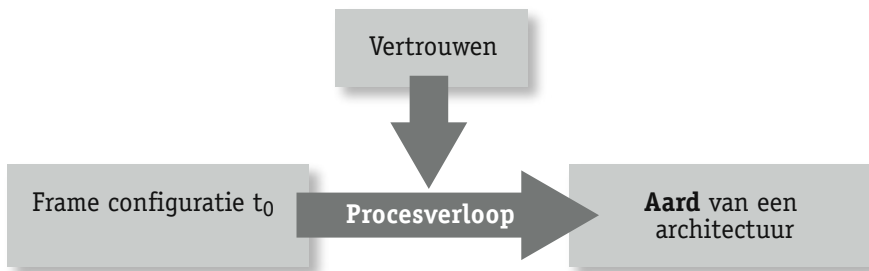 Vertrouwen
Frame configuratie t₀
Procesverloop
Aard van een
architectuur